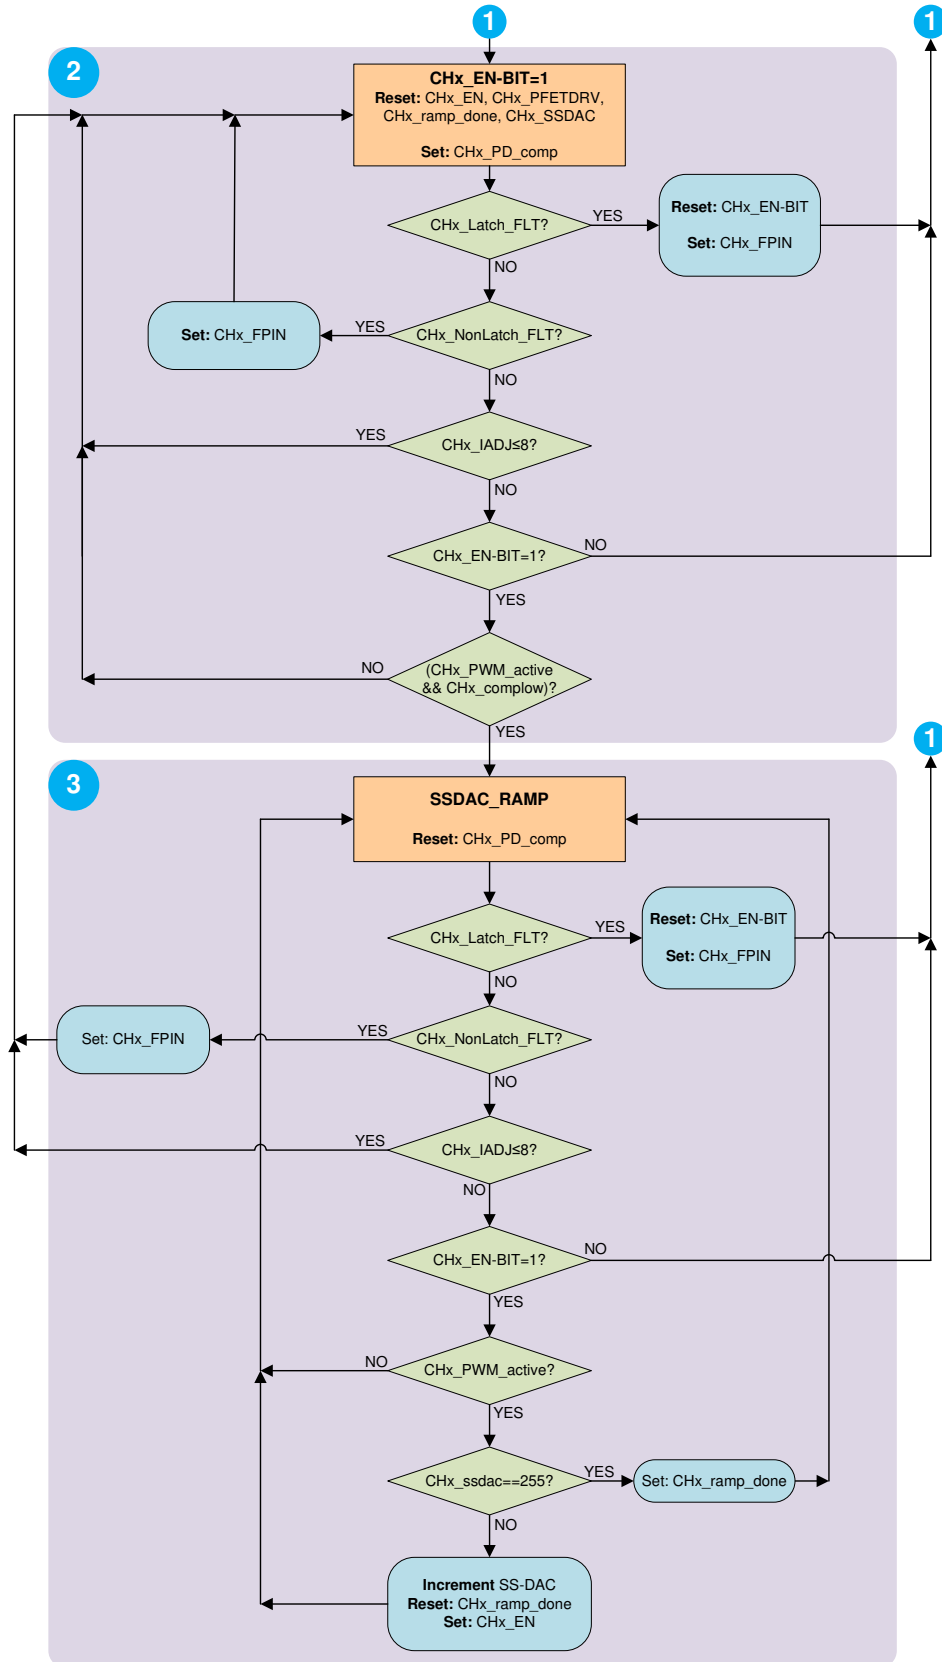 1
1
2
CHx_EN-BIT=1
Reset: CHx_EN, CHx_PFETDRV,
CHx_ramp_done, CHx_SSDAC
Set: CHx_PD_comp
CHx_Latch_FLT?
YES
Reset: CHx_EN-BIT
Set: CHx_FPIN
NO
CHx_NonLatch_FLT?
YES
Set: CHx_FPIN
NO
CHx_IADJ≤8?
YES
NO
CHx_EN-BIT=1?
NO
YES
(CHx_PWM_active
&& CHx_complow)?
NO
YES
1
3
SSDAC_RAMP
Reset: CHx_PD_comp
CHx_Latch_FLT?
YES
Reset: CHx_EN-BIT
Set: CHx_FPIN
NO
CHx_NonLatch_FLT?
YES
Set: CHx_FPIN
NO
CHx_IADJ≤8?
YES
NO
CHx_EN-BIT=1?
NO
YES
CHx_PWM_active?
NO
YES
CHx_ssdac==255?
YES
Set: CHx_ramp_done
NO
Increment SS-DAC
Reset: CHx_ramp_done
Set: CHx_EN